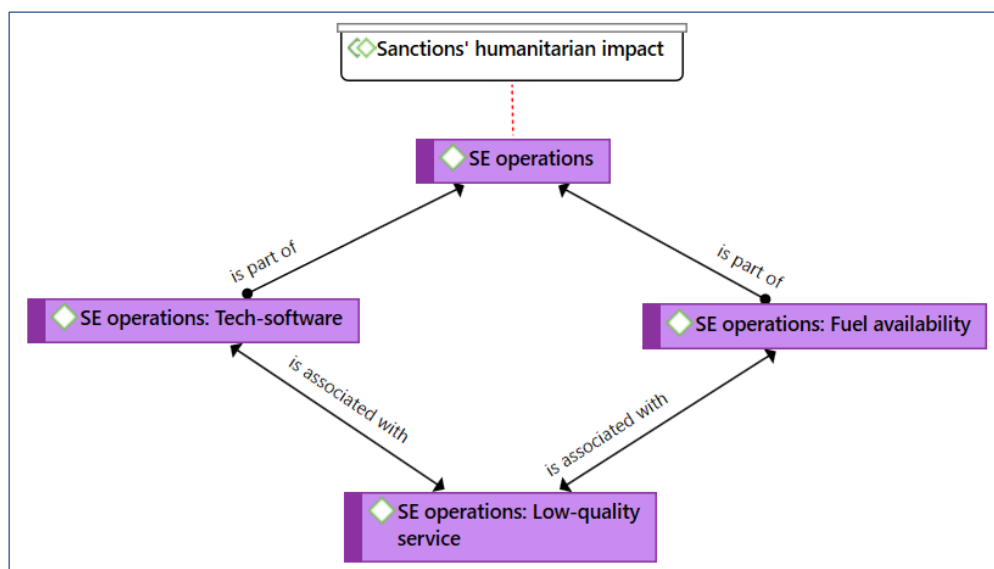 Sanctions' humanitarian impact
SE operations
is part of
is part of
SE operations: Tech-software
SE operations: Fuel availability
is associated with
is associated with
SE operations: Low-quality
service